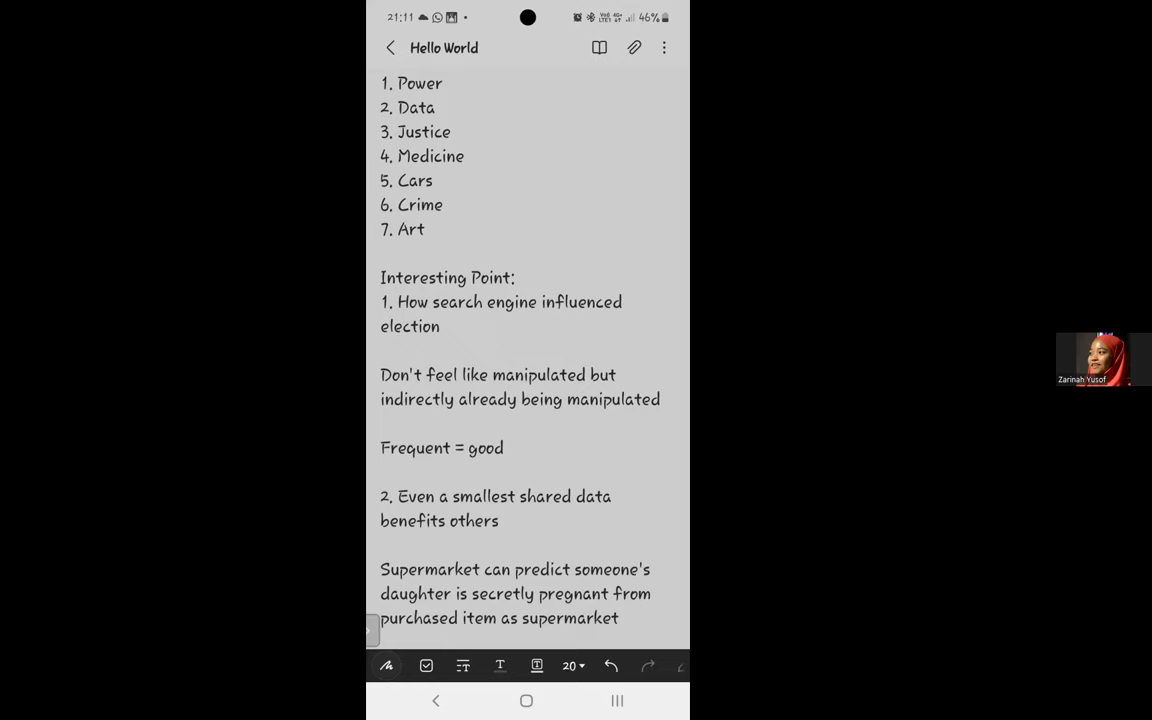 21:11
46%
Hello World
1. Power
2. Data
3. Justice
4. Medicine
5. Cars
6. Crime
7. Art
Interesting Point:
1. How search engine influenced
election
Don't feel like manipulated but
indirectly already being manipulated
Frequent = good
2. Even a smallest shared data
benefits others
Supermarket can predict someone's
daughter is secretly pregnant from
purchased item as supermarket
T
T
20
Zarinah Yusof